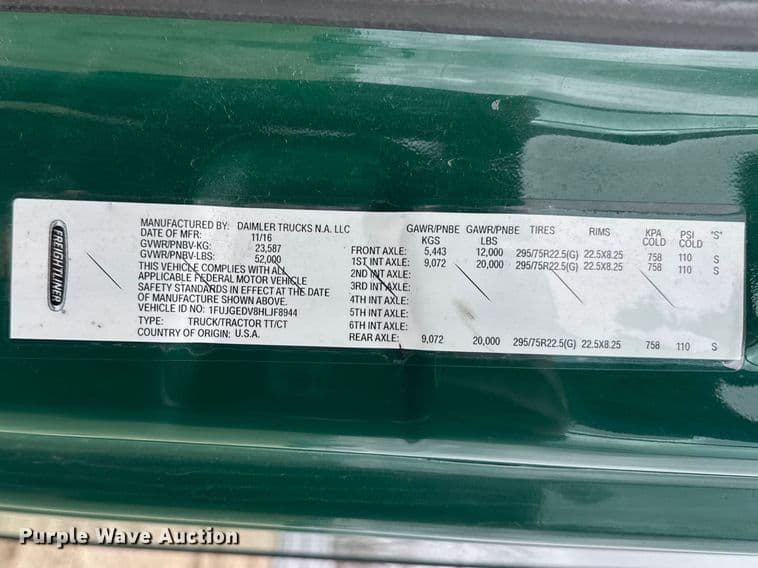 FREIGHTLINER
MANUFACTURED BY: DAIMLER TRUCKS N.A. LLC
DATE OF MFR: 11/16
GVWR/PNBV-KG: 23,587
GVWR/PNBV-LBS: 52,000
THIS VEHICLE COMPLIES WITH ALL
APPLICABLE FEDERAL MOTOR VEHICLE
SAFETY STANDARDS IN EFFECT AT THE DATE
OF MANUFACTURE SHOWN ABOVE.
VEHICLE ID NO: 1FUJGEDV8HLJF8944
TYPE: TRUCK/TRACTOR TT/CT
COUNTRY OF ORIGIN: U.S.A.
GAWR/PNBE GAWR/PNBE TIRES RIMS KPA PSI "S"
KGS LBS COLD COLD
FRONT AXLE: 5,443 12,000 295/75R22.5(G) 22.5X8.25 758 110 S
1ST INT AXLE: 9,072 20,000 295/75R22.5(G) 22.5X8.25 758 110 S
2ND INT AXLE:
3RD INT AXLE:
4TH INT AXLE:
5TH INT AXLE:
6TH INT AXLE:
REAR AXLE: 9,072 20,000 295/75R22.5(G) 22.5X8.25 758 110 S
Purple Wave Auction